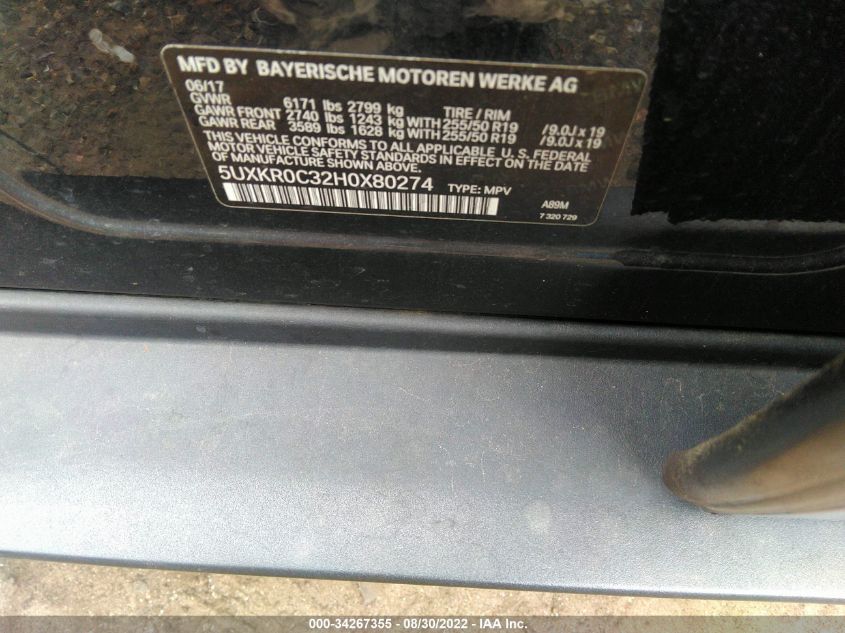 MFD BY BAYERISCHE MOTOREN WERKE AG
06/17
GVWR 6171 lbs 2799 kg TIRE / RIM
GAWR FRONT 2740 lbs 1243 kg WITH 255/50 R19 /9.0J x 19
GAWR REAR 3589 lbs 1628 kg WITH 255/50 R19 /9.0J x 19
THIS VEHICLE CONFORMS TO ALL APPLICABLE U. S. FEDERAL
MOTOR VEHICLE SAFETY STANDARDS IN EFFECT ON THE DATE
OF MANUFACTURE SHOWN ABOVE.
5UXKR0C32H0X80274 TYPE: MPV
A89M
7 320 729
000-34267355 - 08/30/2022 - IAA Inc.